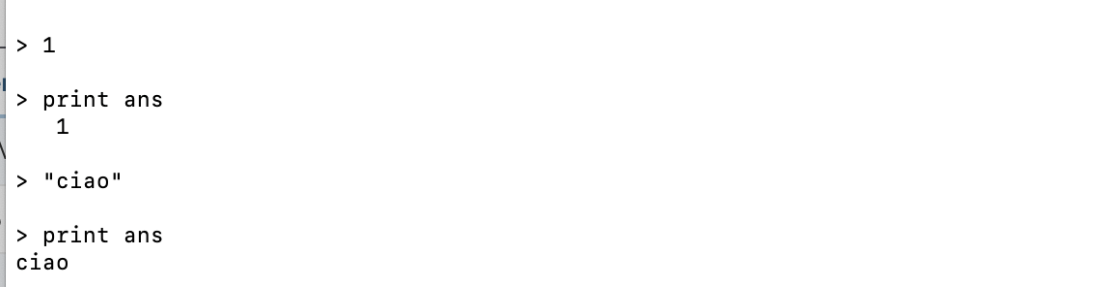 > 1
> print ans
1
> "ciao"
> print ans
ciao